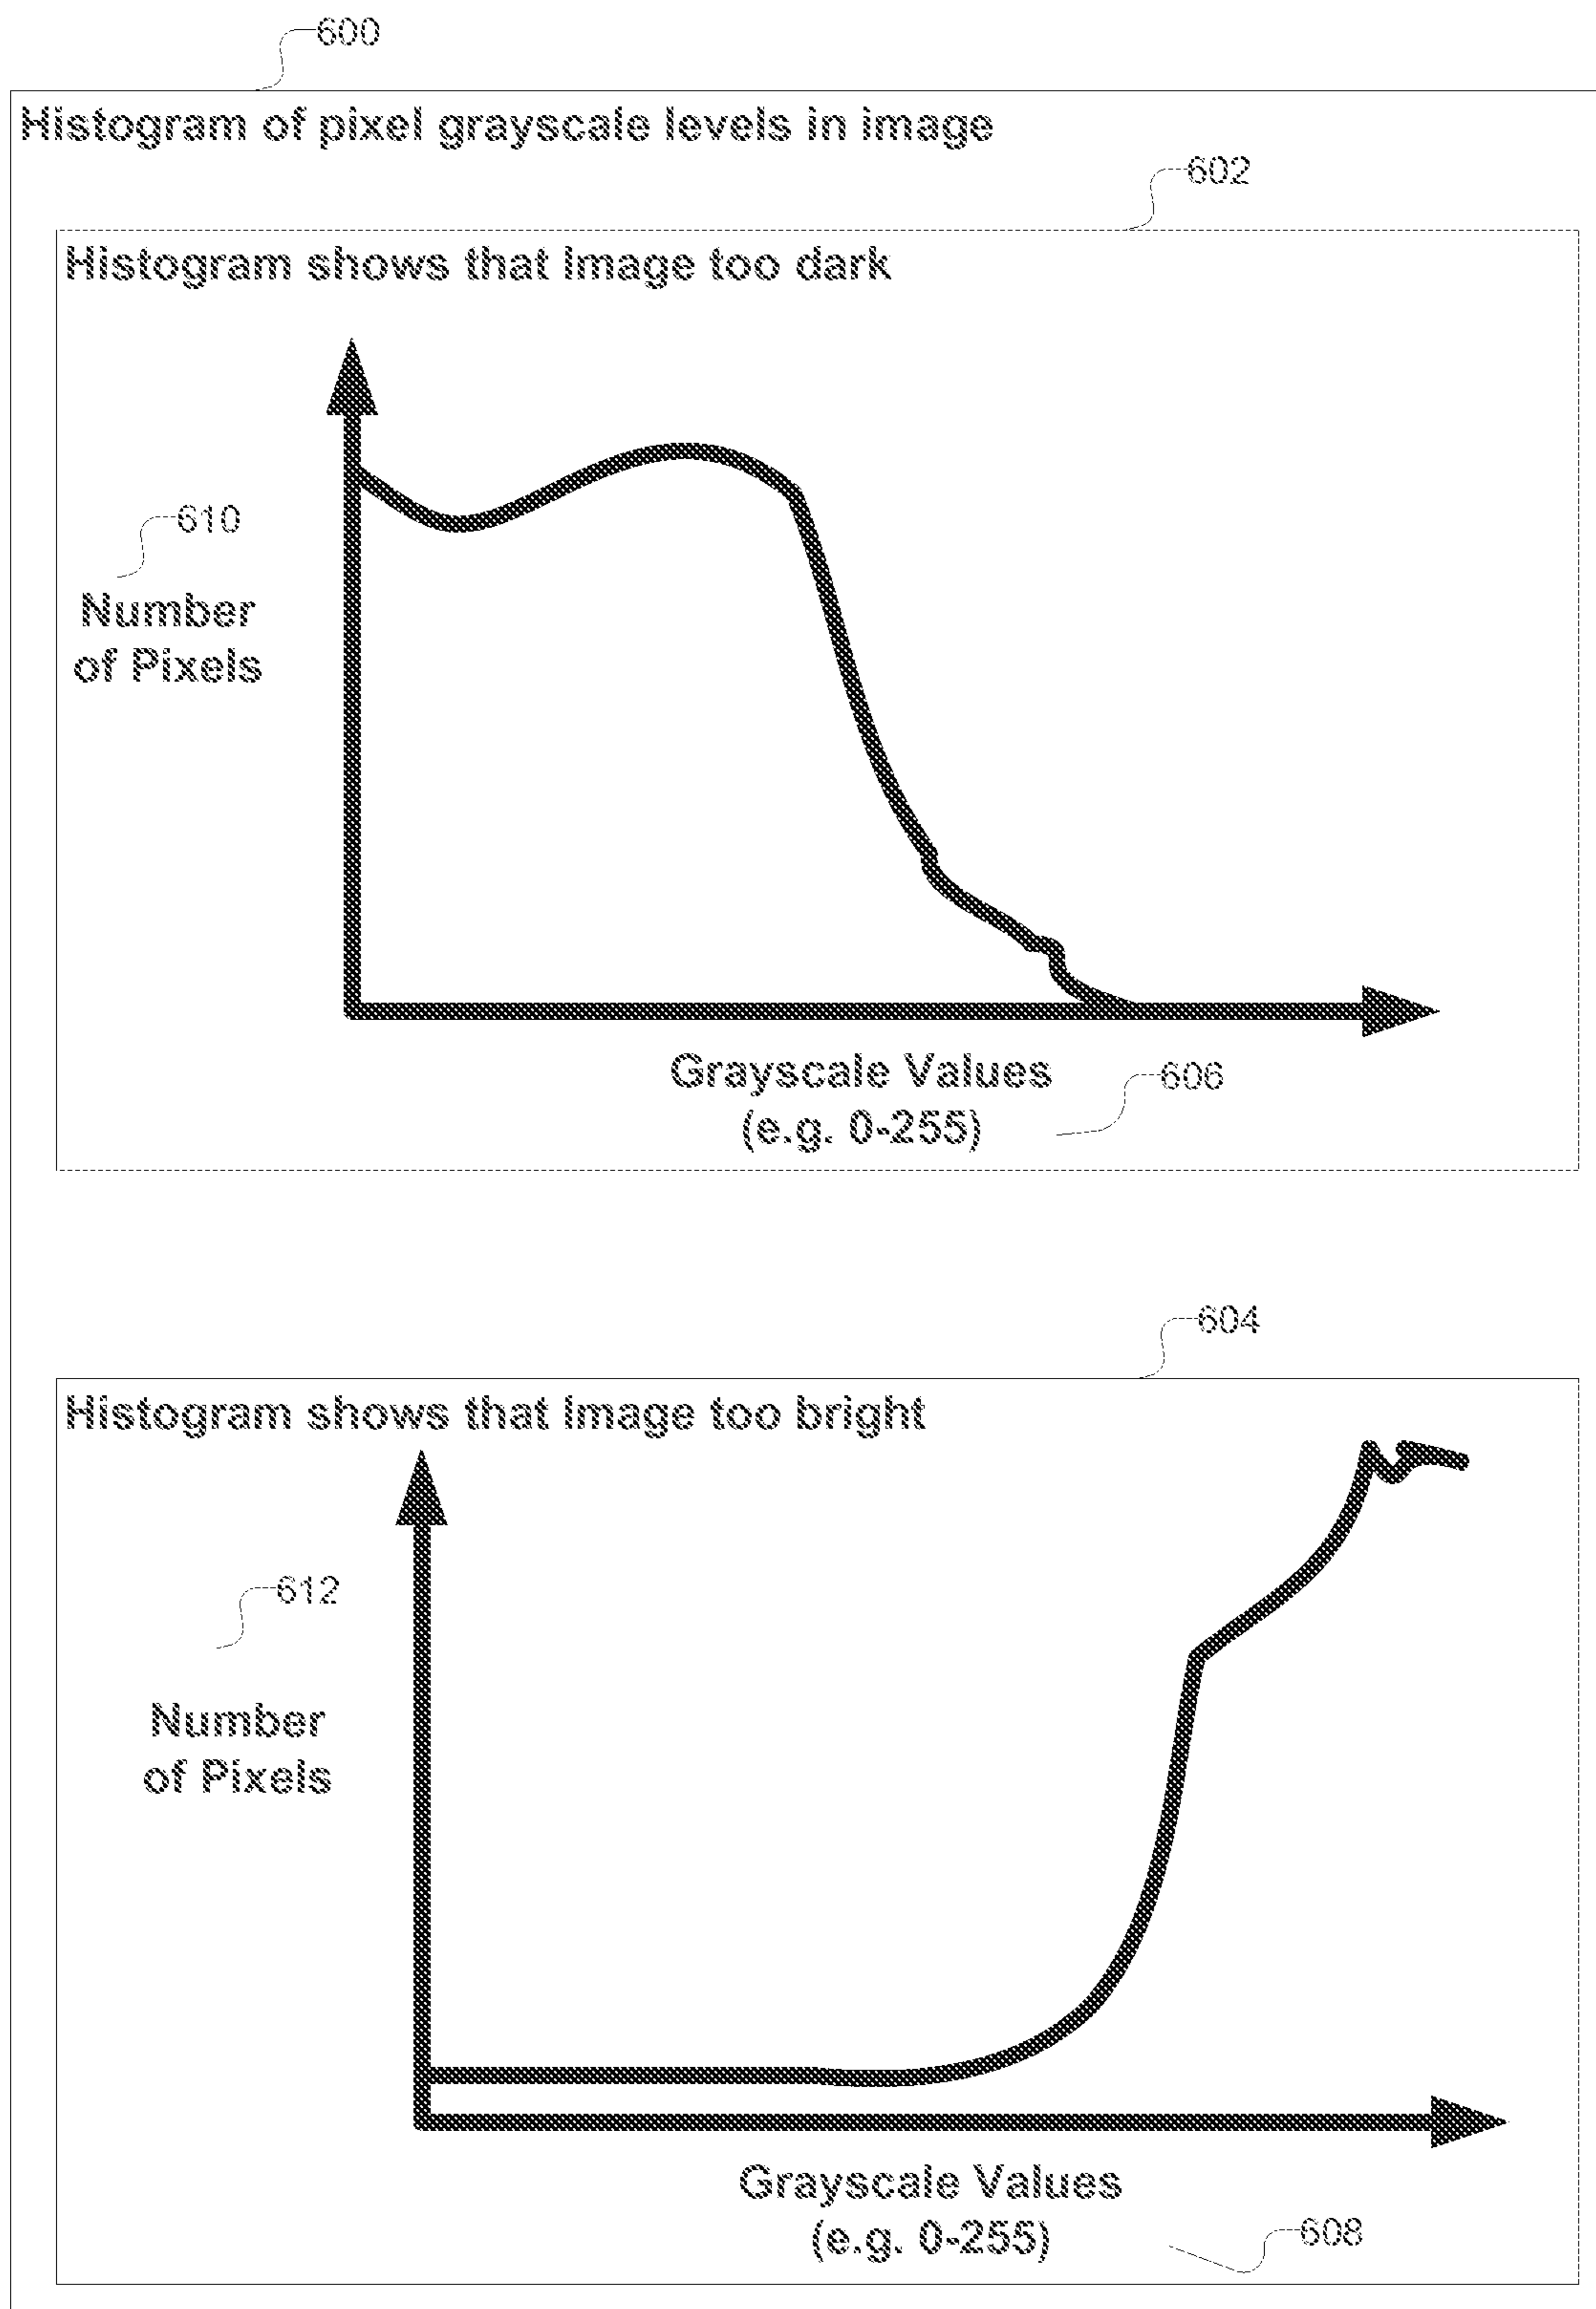 600
Histogram of pixel grayscale levels in image
602
Histogram shows that Image too dark
610
Number
of Pixels
Grayscale Values
606
(e.g. 0-255)
604
Histogram shows that Image too bright
612
Number
of Pixels
Grayscale Values
(e.g. 0-255)
608